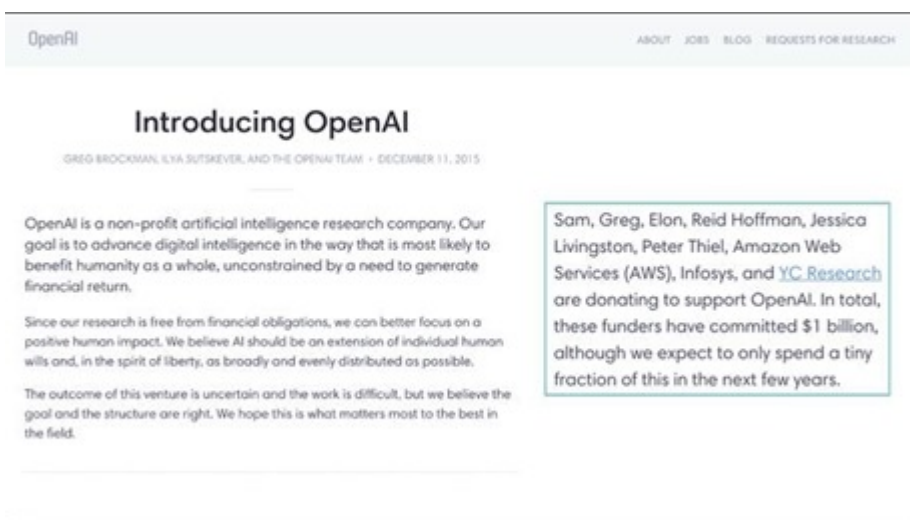 OpenAI
ABOUT JOBS BLOG REQUESTS FOR RESEARCH
Introducing OpenAI
GREG BROCKMAN, ILYA SUTSKEVER, AND THE OPENAI TEAM • DECEMBER 11, 2015
OpenAI is a non-profit artificial intelligence research company. Our
goal is to advance digital intelligence in the way that is most likely to
benefit humanity as a whole, unconstrained by a need to generate
financial return.
Since our research is free from financial obligations, we can better focus on a
positive human impact. We believe AI should be an extension of individual human
wills and, in the spirit of liberty, as broadly and evenly distributed as possible.
The outcome of this venture is uncertain and the work is difficult, but we believe the
goal and the structure are right. We hope this is what matters most to the best in
the field.
Sam, Greg, Elon, Reid Hoffman, Jessica
Livingston, Peter Thiel, Amazon Web
Services (AWS), Infosys, and YC Research
are donating to support OpenAI. In total,
these funders have committed $1 billion,
although we expect to only spend a tiny
fraction of this in the next few years.